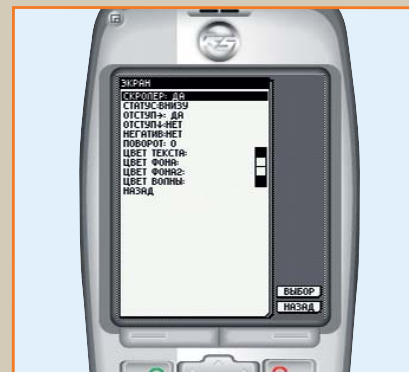 ЭКРАН
СКРОЛЕР: ДА
СТАТУС:ВНИЗУ
ОТСТУП→: ДА
ОТСТУП↓:НЕТ
НЕГАТИВ:НЕТ
ПОВОРОТ: 0
ЦВЕТ ТЕКСТА:
ЦВЕТ ФОНА:
ЦВЕТ ФОНА2:
ЦВЕТ ВОЛНЫ:
НАЗАД
ВЫБОР
НАЗАД